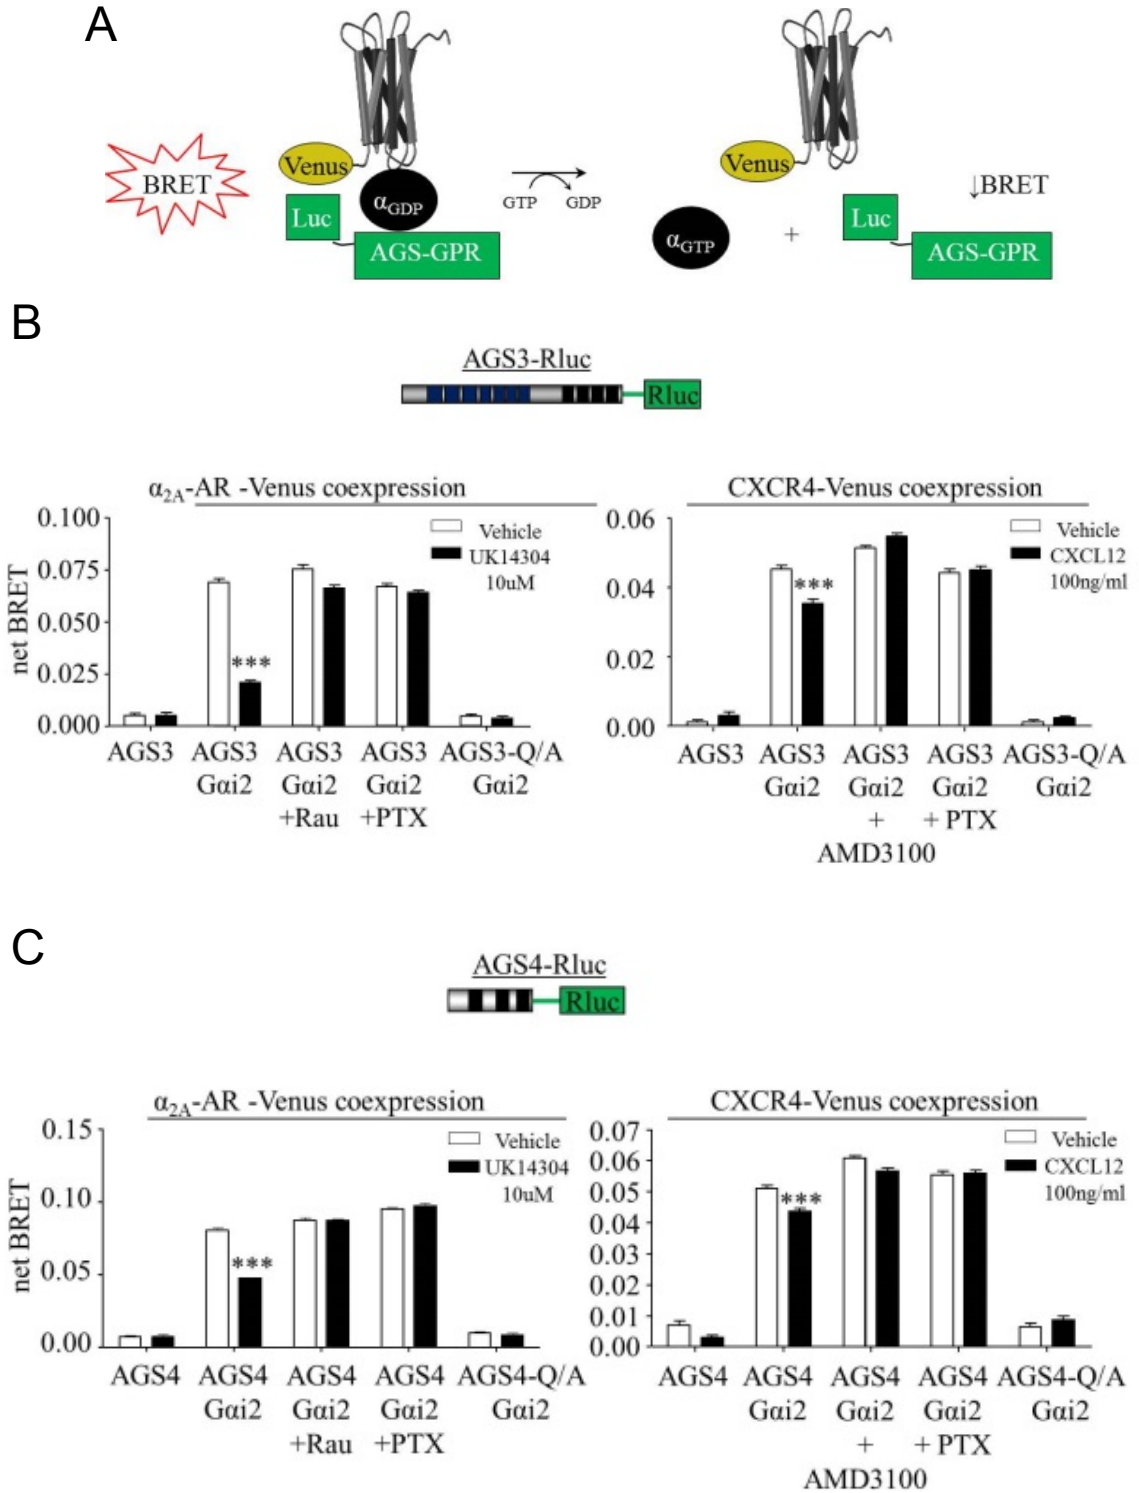 A
BRET
Venus
Luc
αGDP
AGS-GPR
GTP GDP
Venus
αGTP
+
Luc
AGS-GPR
↓BRET
B
AGS3-Rluc
Rluc
α2A-AR -Venus coexpression
net BRET
0.100
0.075
0.050
0.025
0.000
Vehicle
UK14304
10uM
***
AGS3
AGS3
Gαi2
AGS3
Gαi2
+Rau
AGS3
Gαi2
+PTX
AGS3-Q/A
Gαi2
CXCR4-Venus coexpression
0.06
0.04
0.02
0.00
Vehicle
CXCL12
100ng/ml
***
AGS3
AGS3
Gαi2
AGS3
Gαi2
+
AMD3100
AGS3
Gαi2
+ PTX
AGS3-Q/A
Gαi2
C
AGS4-Rluc
Rluc
α2A-AR -Venus coexpression
net BRET
0.15
0.10
0.05
0.00
Vehicle
UK14304
10uM
***
AGS4
AGS4
Gαi2
AGS4
Gαi2
+Rau
AGS4
Gαi2
+PTX
AGS4-Q/A
Gαi2
CXCR4-Venus coexpression
0.07
0.06
0.05
0.04
0.03
0.02
0.01
0.00
Vehicle
CXCL12
100ng/ml
***
AGS4
AGS4
Gαi2
AGS4
Gαi2
+
AMD3100
AGS4
Gαi2
+ PTX
AGS4-Q/A
Gαi2